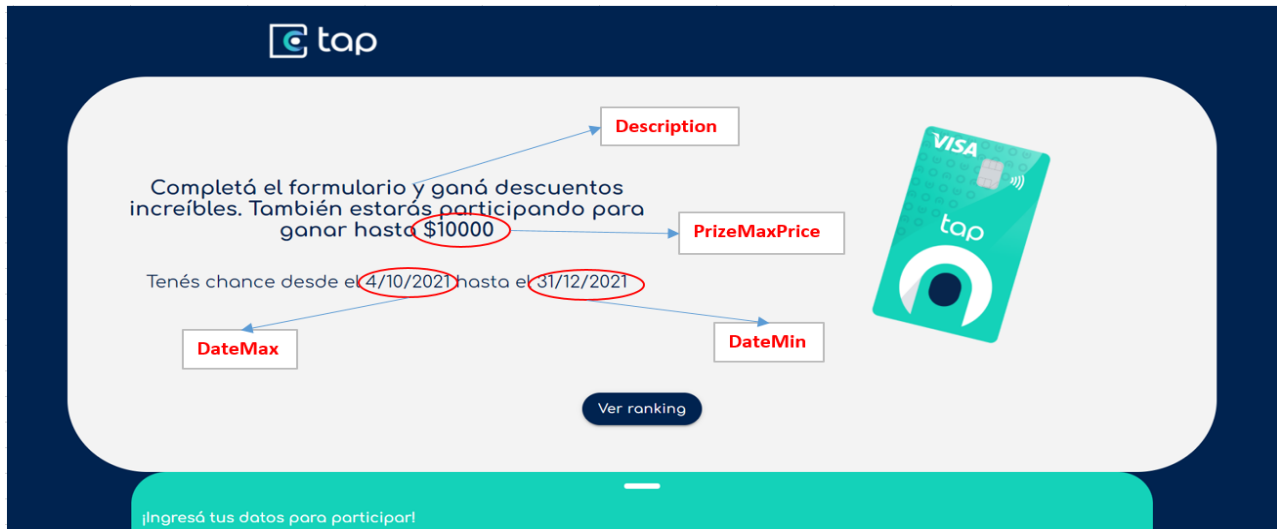 tap
Description
VISA
Completá el formulario y ganá descuentos
increíbles. También estarás participando para
ganar hasta $10000
PrizeMaxPrice
tap
Tenés chance desde el 4/10/2021 hasta el 31/12/2021
DateMax
DateMin
Ver ranking
¡Ingresá tus datos para participar!